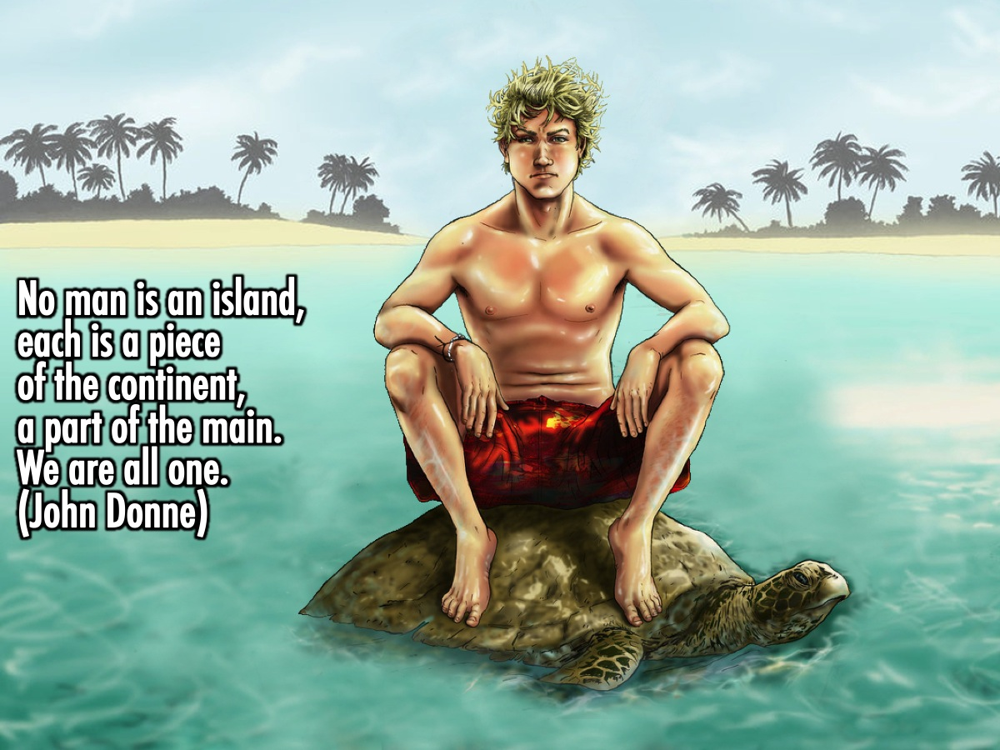 No man is an island,
each is a piece
of the continent,
a part of the main.
We are all one.
(John Donne)